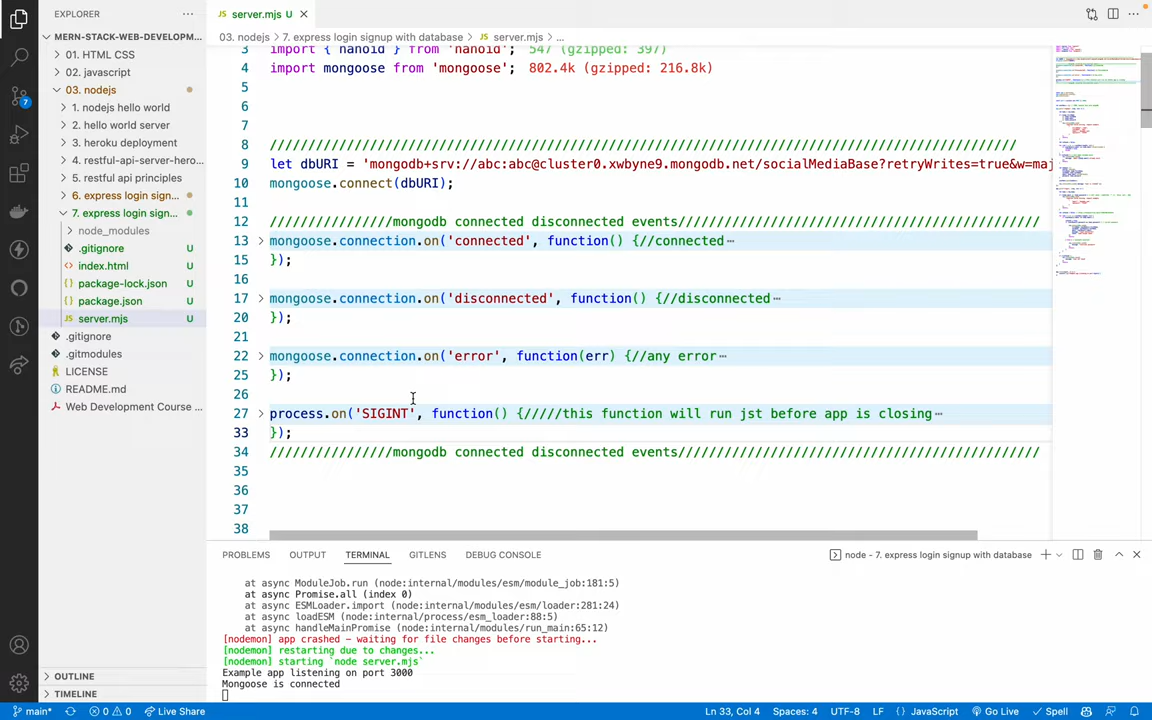 EXPLORER
MERN-STACK-WEB-DEVELOPM...
01. HTML CSS
02. javascript
03. nodejs
1. nodejs hello world
2. hello world server
3. heroku deployment
4. restful-api-server-hero...
5. restful api principles
6. express login sign...
7. express login sign...
node_modules
.gitignore U
index.html U
package-lock.json U
package.json U
server.mjs U
.gitignore
.gitmodules
LICENSE
README.md
Web Development Course ...
OUTLINE
TIMELINE
7
server.mjs U
03. nodejs > 7. express login signup with database > server.mjs > ...
3 import { nanoid } from 'nanoid'; 547 (gzipped: 397)
4 import mongoose from 'mongoose'; 802.4k (gzipped: 216.8k)
5
6
7
8 /////////////////////////////////////////////////////////////////////////////////////////////////
9 let dbURI = 'mongodb+srv://abc:abc@cluster0.xwbyne9.mongodb.net/socialMediaBase?retryWrites=true&w=maj
10 mongoose.connect(dbURI);
11
12 ////////////////mongodb connected disconnected events///////////////////////////////////////////////
13 mongoose.connection.on('connected', function() {//connected⋯
15 });
16
17 mongoose.connection.on('disconnected', function() {//disconnected⋯
20 });
21
22 mongoose.connection.on('error', function(err) {//any error⋯
25 });
26
27 process.on('SIGINT', function() {/////this function will run jst before app is closing⋯
33 });
34 ////////////////mongodb connected disconnected events///////////////////////////////////////////////
35
36
37
38
PROBLEMS OUTPUT TERMINAL GITLENS DEBUG CONSOLE
node - 7. express login signup with database
at async ModuleJob.run (node:internal/modules/esm/module_job:181:5)
at async Promise.all (index 0)
at async ESMLoader.import (node:internal/modules/esm/loader:281:24)
at async loadESM (node:internal/process/esm_loader:88:5)
at async handleMainPromise (node:internal/modules/run_main:65:12)
[nodemon] app crashed - waiting for file changes before starting...
[nodemon] restarting due to changes...
[nodemon] starting `node server.mjs`
Example app listening on port 3000
Mongoose is connected
main* 0 0 Live Share Ln 33, Col 4 Spaces: 4 UTF-8 LF {} JavaScript Go Live Spell